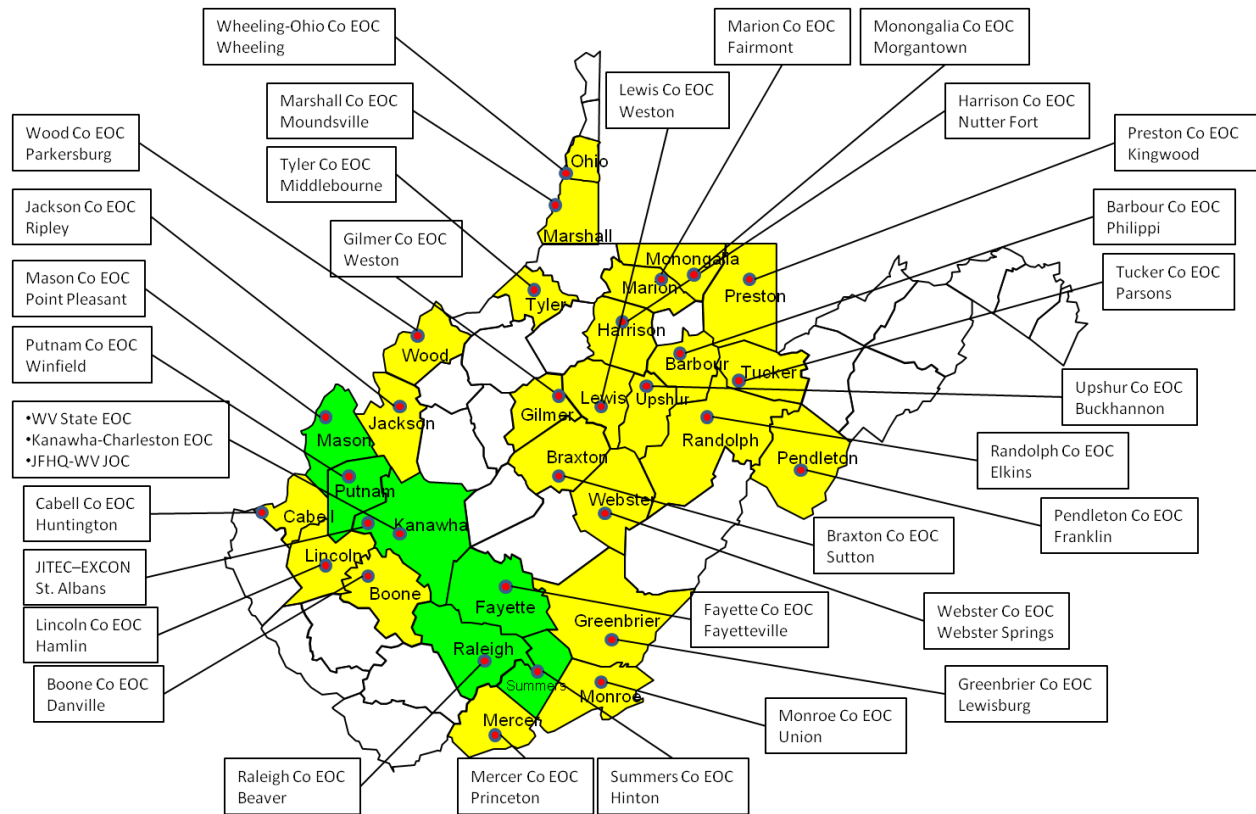 Wheeling-Ohio Co EOC
Wheeling
Marion Co EOC
Fairmont
Monongalia Co EOC
Morgantown
Lewis Co EOC
Weston
Harrison Co EOC
Nutter Fort
Marshall Co EOC
Moundsville
Wood Co EOC
Parkersburg
Preston Co EOC
Kingwood
Tyler Co EOC
Middlebourne
Jackson Co EOC
Ripley
Barbour Co EOC
Philippi
Gilmer Co EOC
Weston
Tucker Co EOC
Parsons
Mason Co EOC
Point Pleasant
Putnam Co EOC
Winfield
Upshur Co EOC
Buckhannon
•WV State EOC
•Kanawha-Charleston EOC
•JFHQ-WV JOC
Randolph Co EOC
Elkins
Cabell Co EOC
Huntington
Pendleton Co EOC
Franklin
Braxton Co EOC
Sutton
JITEC–EXCON
St. Albans
Fayette Co EOC
Fayetteville
Webster Co EOC
Webster Springs
Lincoln Co EOC
Hamlin
Boone Co EOC
Danville
Greenbrier Co EOC
Lewisburg
Monroe Co EOC
Union
Raleigh Co EOC
Beaver
Mercer Co EOC
Princeton
Summers Co EOC
Hinton
Ohio
Marshall
Monongalia
Marion
Preston
Tyler
Harrison
Wood
Barbour
Tucker
Lewis
Upshur
Gilmer
Jackson
Mason
Randolph
Braxton
Pendleton
Putnam
Webster
Cabell
Kanawha
Lincoln
Boone
Fayette
Greenbrier
Raleigh
Summers
Monroe
Mercer